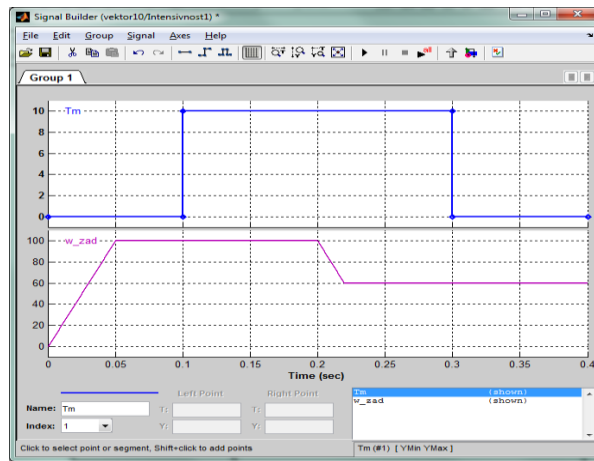 Signal Builder (vektor10/Intensivnost1) *
File Edit Group Signal Axes Help
all
Group 1
Tm
10
8
6
4
2
0
w_zad
100
80
60
40
20
0
0 0.05 0.1 0.15 0.2 0.25 0.3 0.35 0.4
Time (sec)
Left Point Right Point
Name: Tm T: T:
Index: 1 Y: Y:
Tm (shown)
w_zad (shown)
Click to select point or segment, Shift+click to add points
Tm (#1) [ YMin YMax ]